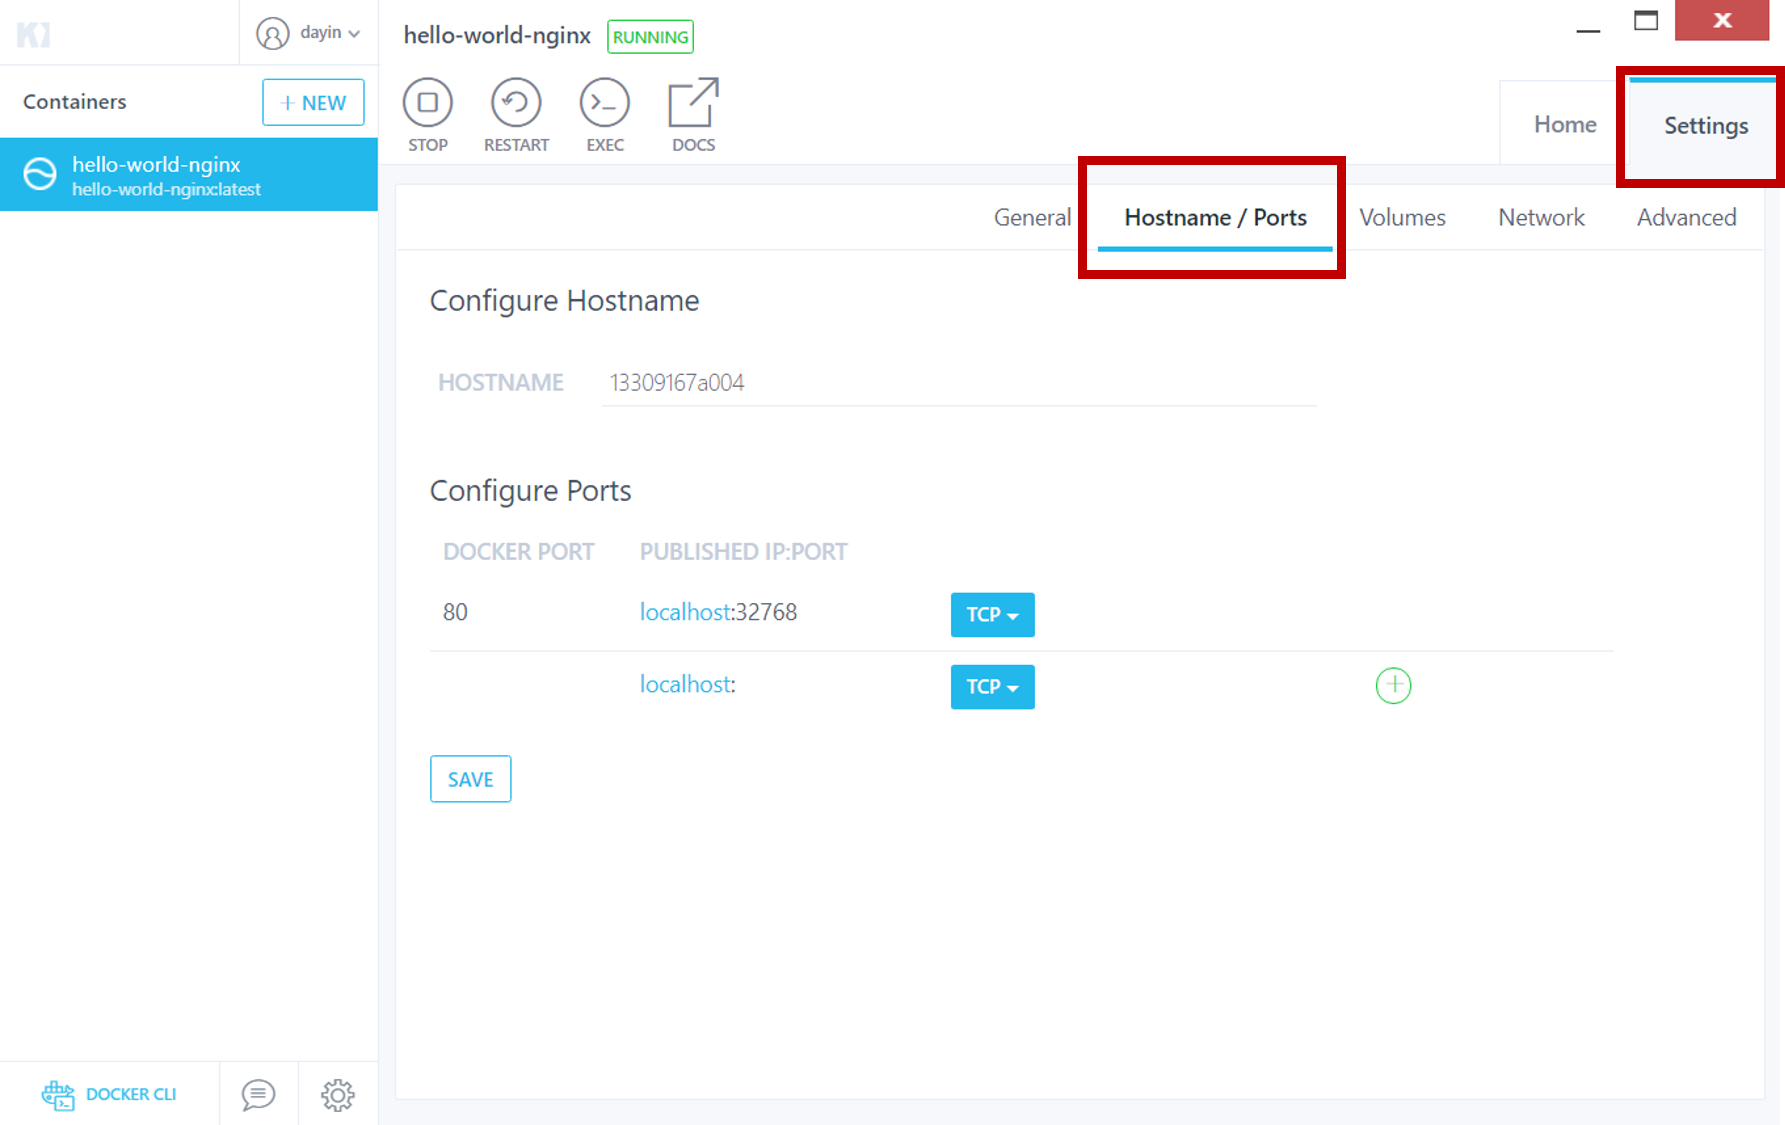 dayin
hello-world-nginx RUNNING
Containers
+ NEW
STOP RESTART EXEC DOCS
Home Settings
hello-world-nginx
hello-world-nginx:latest
General Hostname / Ports Volumes Network Advanced
Configure Hostname
HOSTNAME 13309167a004
Configure Ports
DOCKER PORT PUBLISHED IP:PORT
80 localhost:32768 TCP
localhost: TCP
SAVE
DOCKER CLI